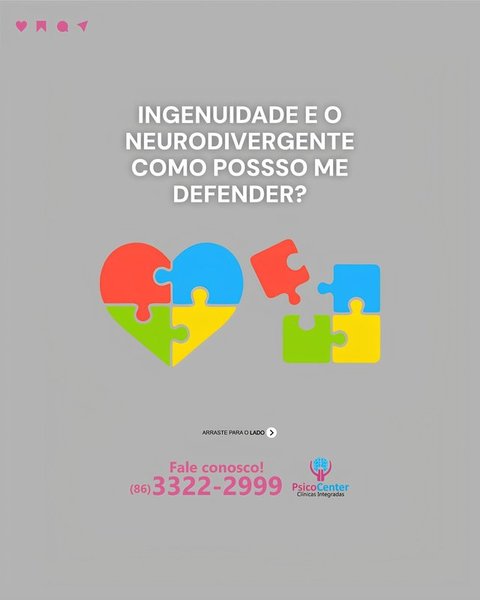 INGENUIDADE E O
NEURODIVERGENTE
COMO POSSSO ME
DEFENDER?
ARRASTE PARA O LADO
Fale conosco!
(86) 3322-2999
PsicoCenter
Clínicas Integradas